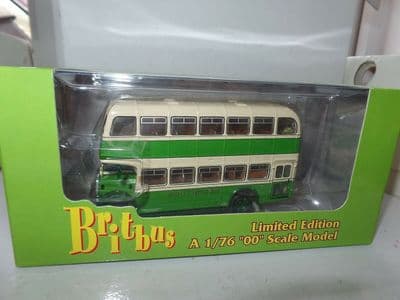 Britbus
Limited Edition
A 1/76 "00" Scale Model